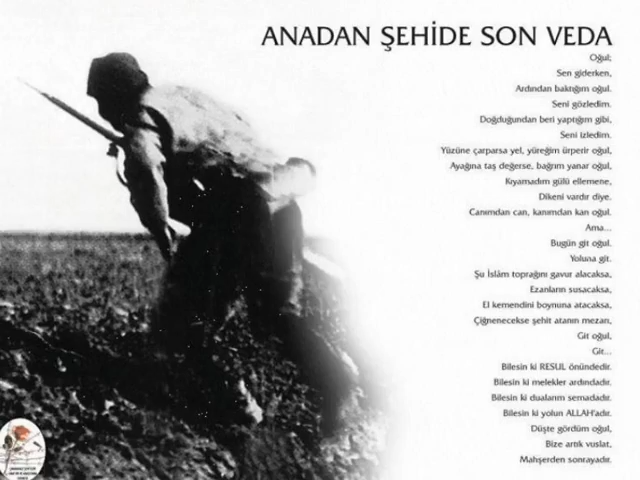 ANADAN ŞEHİDE SON VEDA
Oğul;
Sen giderken,
Ardından baktığım oğul.
Seni gözledim.
Doğduğundan beri yaptığım gibi,
Seni izledim.
Yüzüne çarparsa yel, yüreğim ürperir oğul,
Ayağına taş değerse, bağrım yanar oğul,
Kıyamadım gülü ellemene,
Dikeni vardır diye.
Canımdan can, kanımdan kan oğul.
Ama...
Bugün git oğul.
Yoluna git.
Şu İslâm toprağını gavur alacaksa,
Ezanların susacaksa,
El kemendini boynuna atacaksa,
Çiğnenecekse şehit atanın mezarı,
Git oğul,
Git...
Bilesin ki RESUL önündedir.
Bilesin ki melekler ardındadır.
Bilesin ki dualarım semadadır.
Bilesin ki yolun ALLAH'adır.
Düşte gördüm oğul,
Bize artık vuslat,
Mahşerden sonrayadır.